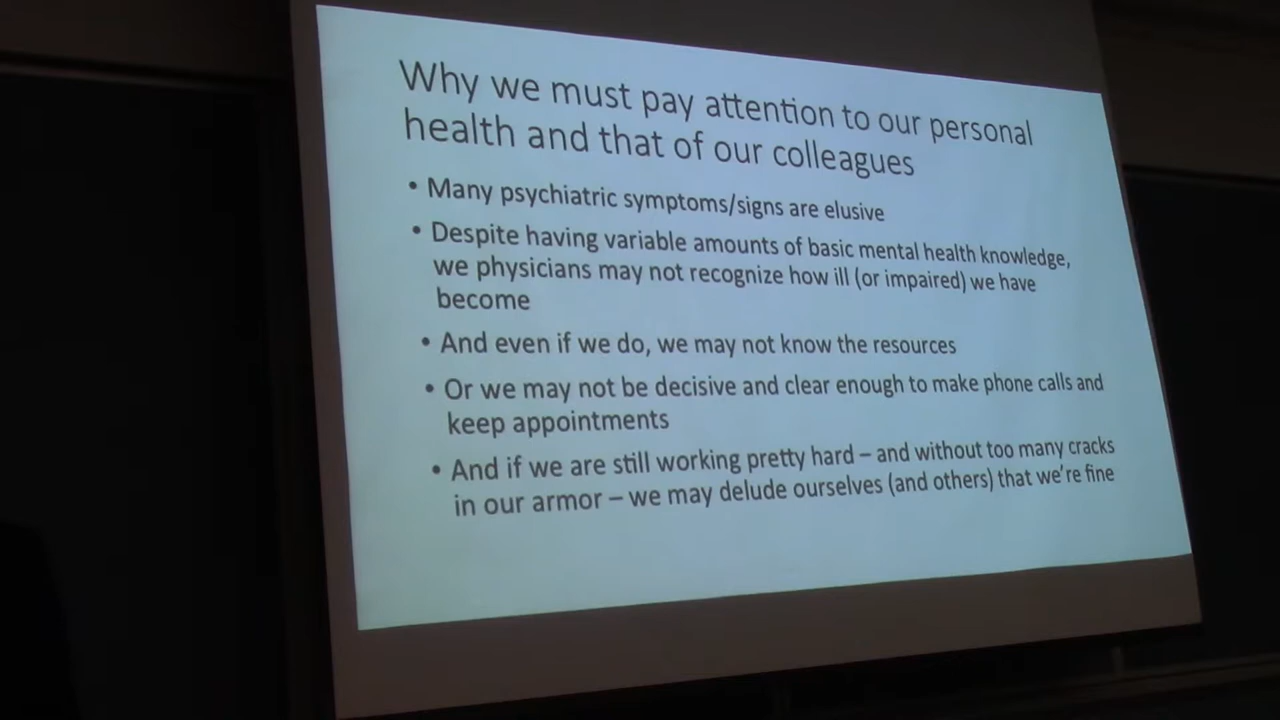 Why we must pay attention to our personal
health and that of our colleagues
• Many psychiatric symptoms/signs are elusive
• Despite having variable amounts of basic mental health knowledge,
we physicians may not recognize how ill (or impaired) we have
become
• And even if we do, we may not know the resources
• Or we may not be decisive and clear enough to make phone calls and
keep appointments
• And if we are still working pretty hard – and without too many cracks
in our armor – we may delude ourselves (and others) that we're fine